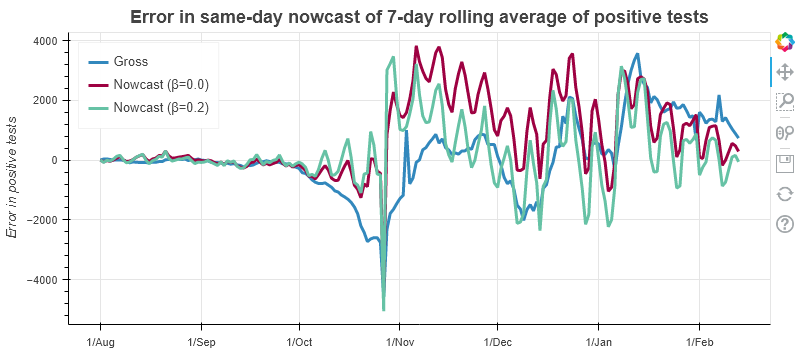 Error in same-day nowcast of 7-day rolling average of positive tests
Gross
Nowcast (β=0.0)
Nowcast (β=0.2)
Error in positive tests
4000
2000
0
−2000
−4000
1/Aug
1/Sep
1/Oct
1/Nov
1/Dec
1/Jan
1/Feb